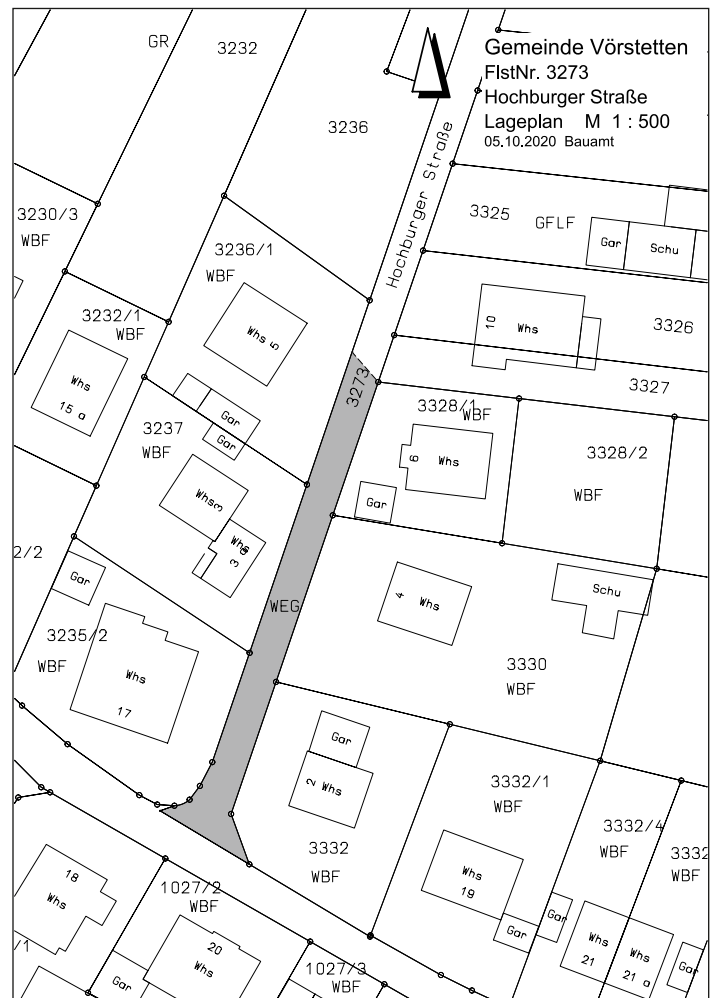 Gemeinde Vörstetten
FlstNr. 3273
Hochburger Straße
Lageplan M 1 : 500
05.10.2020 Bauamt
GR
3232
3236
Hochburger Straße
3230/3
WBF
3236/1
WBF
3325
GFLF
Gar
Schu
3232/1
WBF
Whs
5
10
Whs
3326
Whs
15 a
3273
3327
3328/1
WBF
Gar
Gar
3237
WBF
6
Whs
3328/2
WBF
Whs
3
Gar
Whs
3 a
2/2
Gar
WEG
4
Whs
Schu
3235/2
WBF
Whs
17
3330
WBF
Gar
2
Whs
3332/1
WBF
3332
WBF
3332/4
WBF
3332
WBF
18
Whs
1027/2
WBF
Whs
19
Gar
Gar
/1
20
Whs
Whs
21
Whs
21 a
Gar
Gar
1027/3
WBF